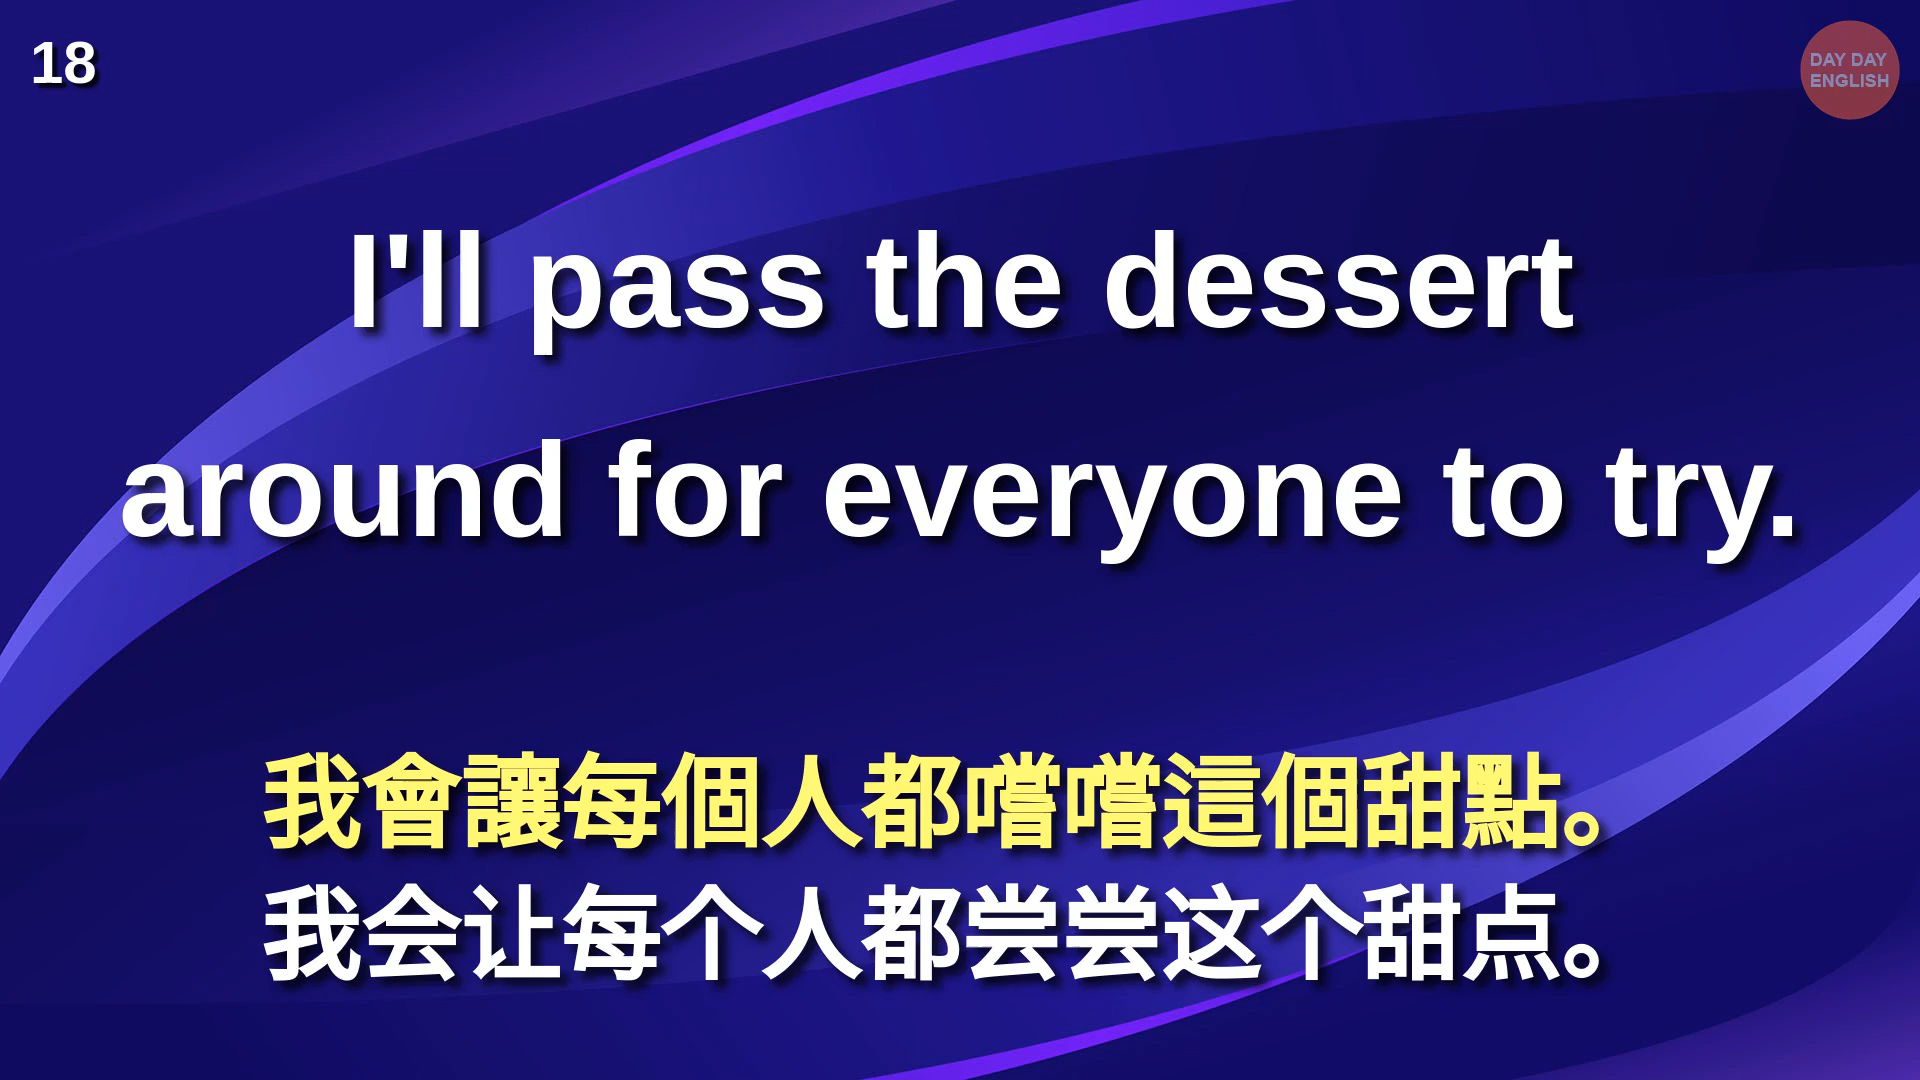 18
DAY DAY
ENGLISH
I'll pass the dessert
around for everyone to try.
我會讓每個人都嚐嚐這個甜點。
我会让每个人都尝尝这个甜点。